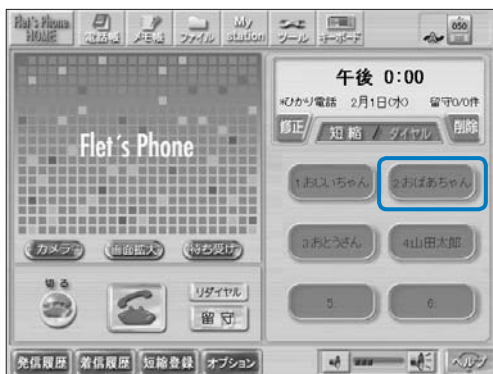 Flet's Phone HOME
電話帳
メモ帳
ファイル
My station
ツール
キーボード
050
午後 0:00
*ひかり電話 2月1日(水) 留守0/0件
修正 短縮 / ダイヤル 削除
Flet's Phone
1.おじいちゃん 2.おばあちゃん
3.おとうさん 4.山田太郎
5. 6.
カメラ 画面拡大 待ち受け
切る
リダイヤル
留守
発信履歴 着信履歴 短縮登録 オプション
ヘルプ